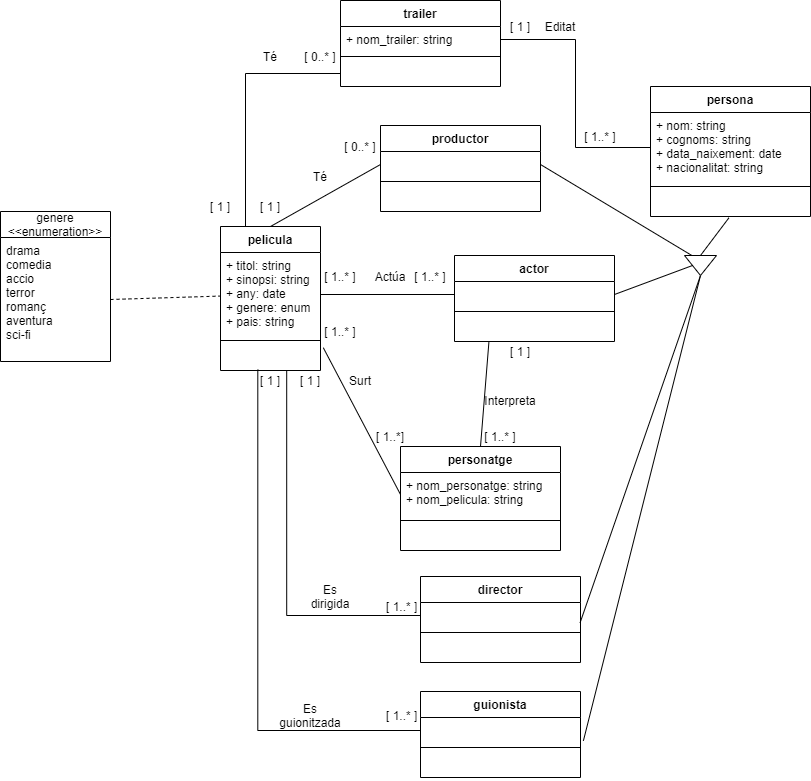 trailer
+ nom_trailer: string
[ 1 ]
Editat
Té
[ 0..* ]
persona
+ nom: string
+ cognoms: string
+ data_naixement: date
+ nacionalitat: string
[ 1..* ]
productor
[ 0..* ]
Té
[ 1 ]
[ 1 ]
genere
<<enumeration>>
drama
comedia
accio
terror
romanç
aventura
sci-fi
pelicula
+ titol: string
+ sinopsi: string
+ any: date
+ genere: enum
+ pais: string
[ 1..* ]
Actúa
[ 1..* ]
actor
[ 1..* ]
[ 1 ]
[ 1 ]
[ 1 ]
Surt
Interpreta
[ 1..*]
[ 1..* ]
personatge
+ nom_personatge: string
+ nom_pelicula: string
Es
dirigida
[ 1..* ]
director
Es
guionitzada
[ 1..* ]
guionista